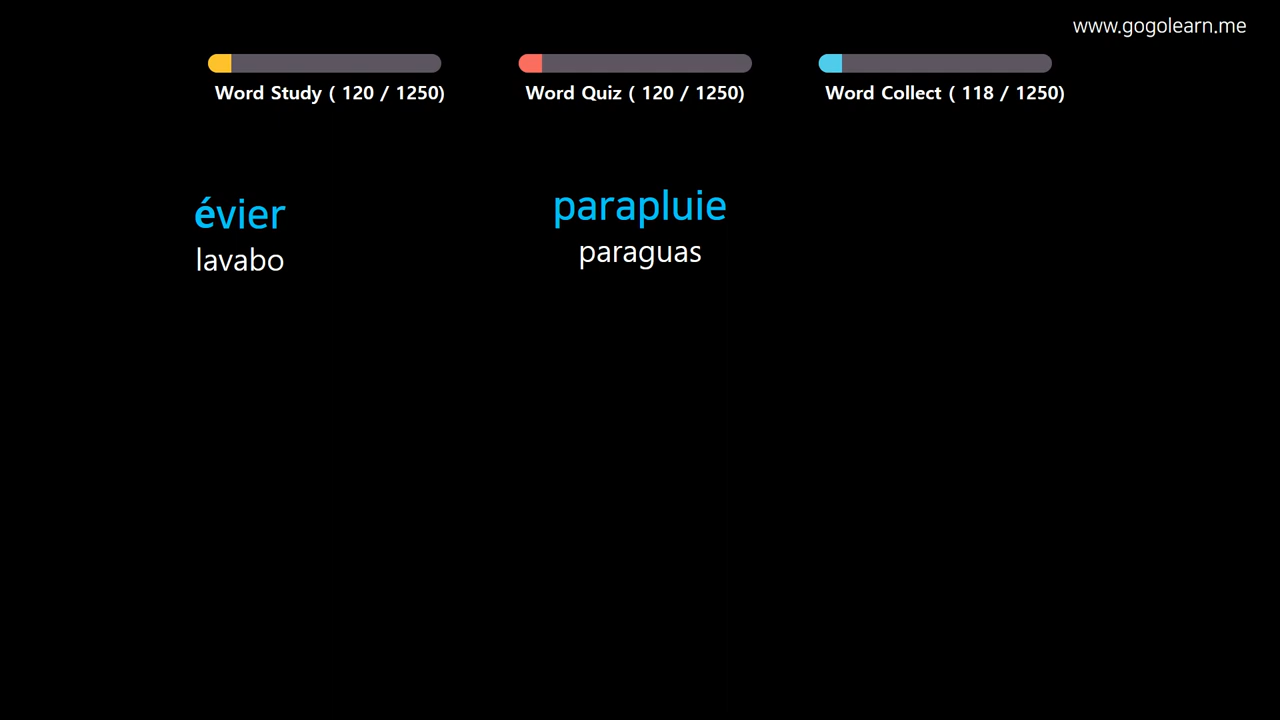 www.gogolearn.me
Word Study ( 120 / 1250)
Word Quiz ( 120 / 1250)
Word Collect ( 118 / 1250)
évier
lavabo
parapluie
paraguas